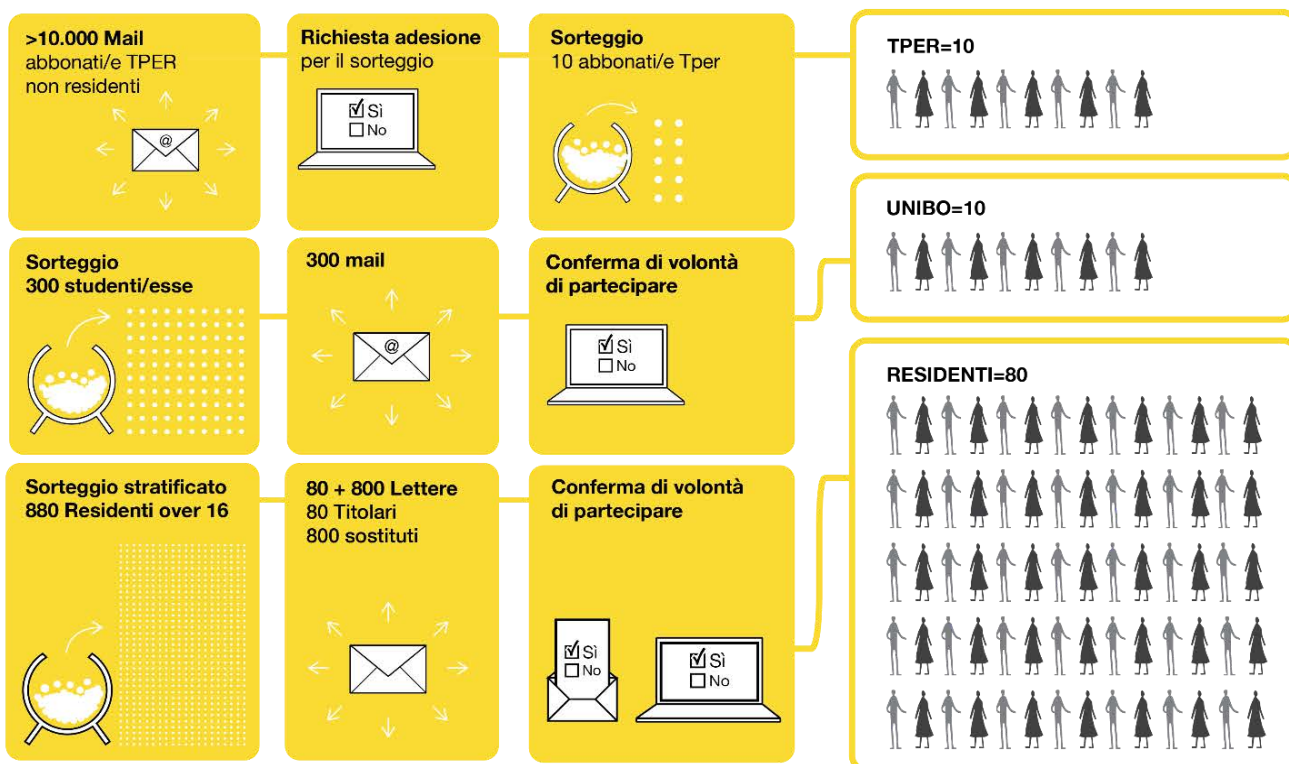 >10.000 Mail
abbonati/e TPER
non residenti
@
Richiesta adesione
per il sorteggio
Sì
No
Sorteggio
10 abbonati/e Tper
TPER=10
Sorteggio
300 studenti/esse
300 mail
@
Conferma di volontà
di partecipare
Sì
No
UNIBO=10
Sorteggio stratificato
880 Residenti over 16
80 + 800 Lettere
80 Titolari
800 sostituti
Conferma di volontà
di partecipare
Sì
No
Sì
No
RESIDENTI=80